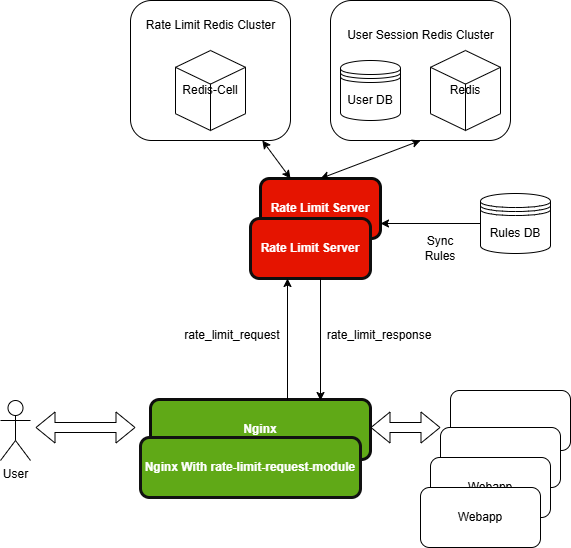 Rate Limit Redis Cluster
User Session Redis Cluster
Redis-Cell
User DB
Redis
Rate Limit Server
Rate Limit Server
Rules DB
Sync
Rules
rate_limit_request
rate_limit_response
Nginx
Nginx With rate-limit-request-module
User
Webapp
Webapp